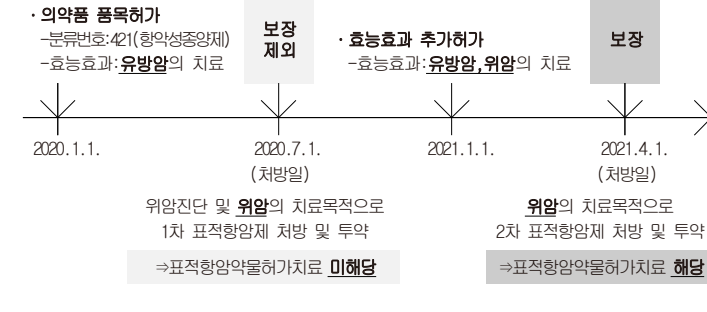 · 의약품 품목허가
-분류번호:421(항악성종양제)
-효능효과:유방암의 치료
보장
제외
· 효능효과 추가허가
-효능효과:유방암,위암의 치료
보장
2020.1.1.
2020.7.1.
(처방일)
2021.1.1.
2021.4.1.
(처방일)
위암진단 및 위암의 치료목적으로
1차 표적항암제 처방 및 투약
⇒표적항암약물허가치료 미해당
위암의 치료목적으로
2차 표적항암제 처방 및 투약
⇒표적항암약물허가치료 해당